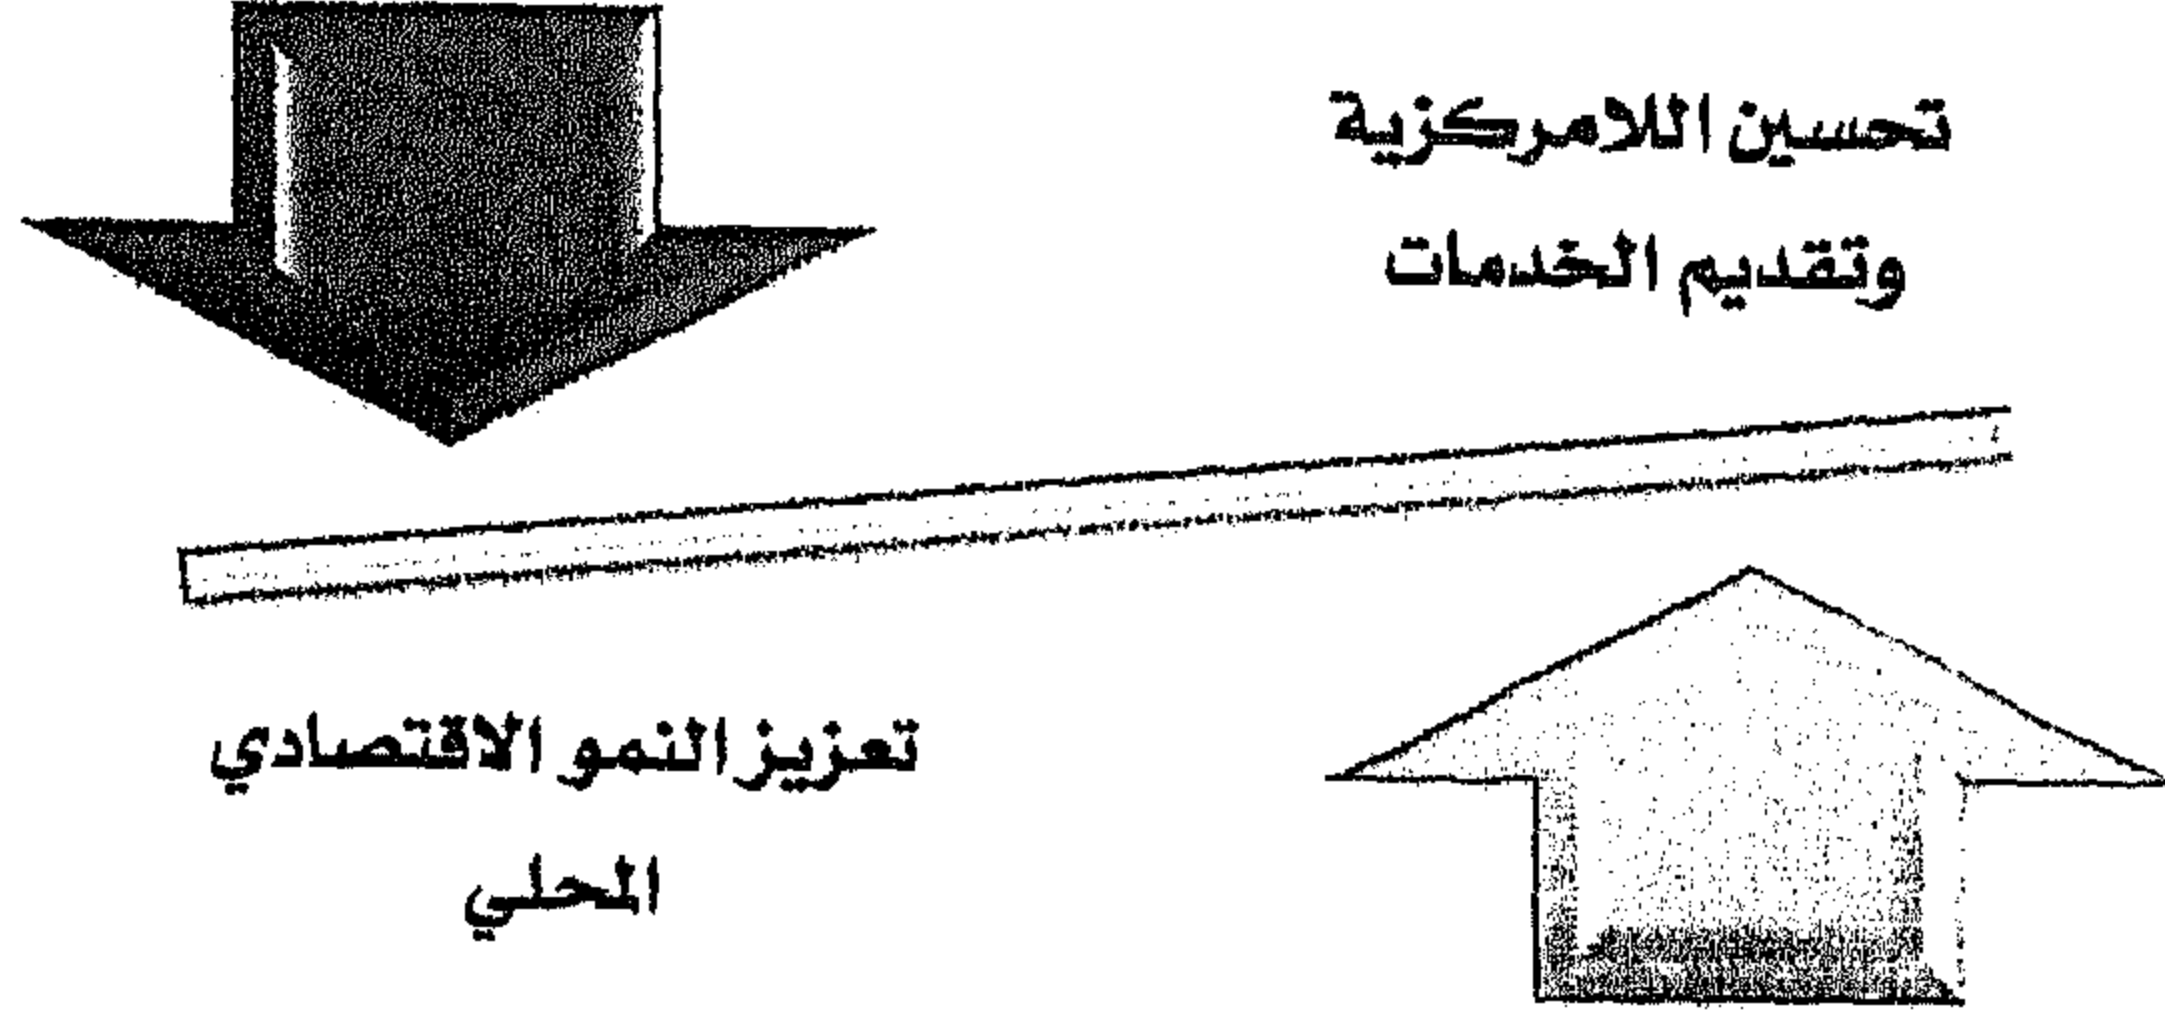 تحسين اللامركزية
وتقديم الخدمات
تعزيز النمو الاقتصادي
المحلي